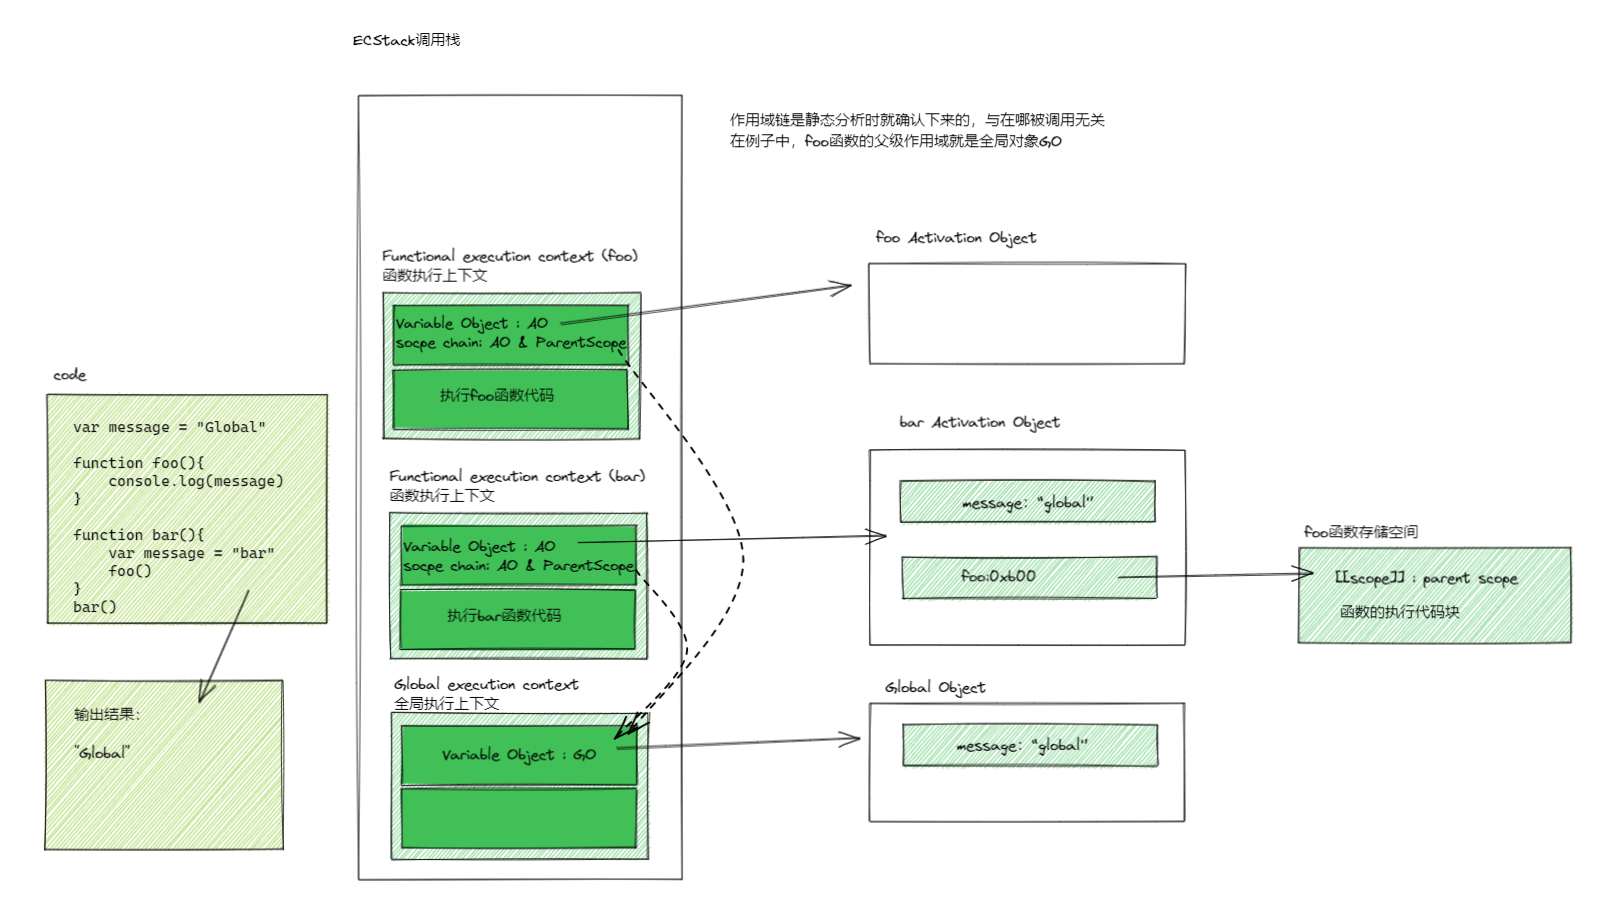 ECStack调用栈
作用域链是静态分析时就确认下来的，与在哪被调用无关
在例子中，foo函数的父级作用域就是全局对象GO
code
var message = "Global"
function foo(){
console.log(message)
}
function bar(){
var message = "bar"
foo()
}
bar()
输出结果：
"Global"
Functional execution context (foo)
函数执行上下文
Variable Object : AO
socpe chain: AO & ParentScope
执行foo函数代码
Functional execution context (bar)
函数执行上下文
Variable Object : AO
socpe chain: AO & ParentScope
执行bar函数代码
Global execution context
全局执行上下文
Variable Object : GO
foo Activation Object
bar Activation Object
message: "global"
foo:0xb00
Global Object
message: "global"
foo函数存储空间
[[scope]] : parent scope
函数的执行代码块